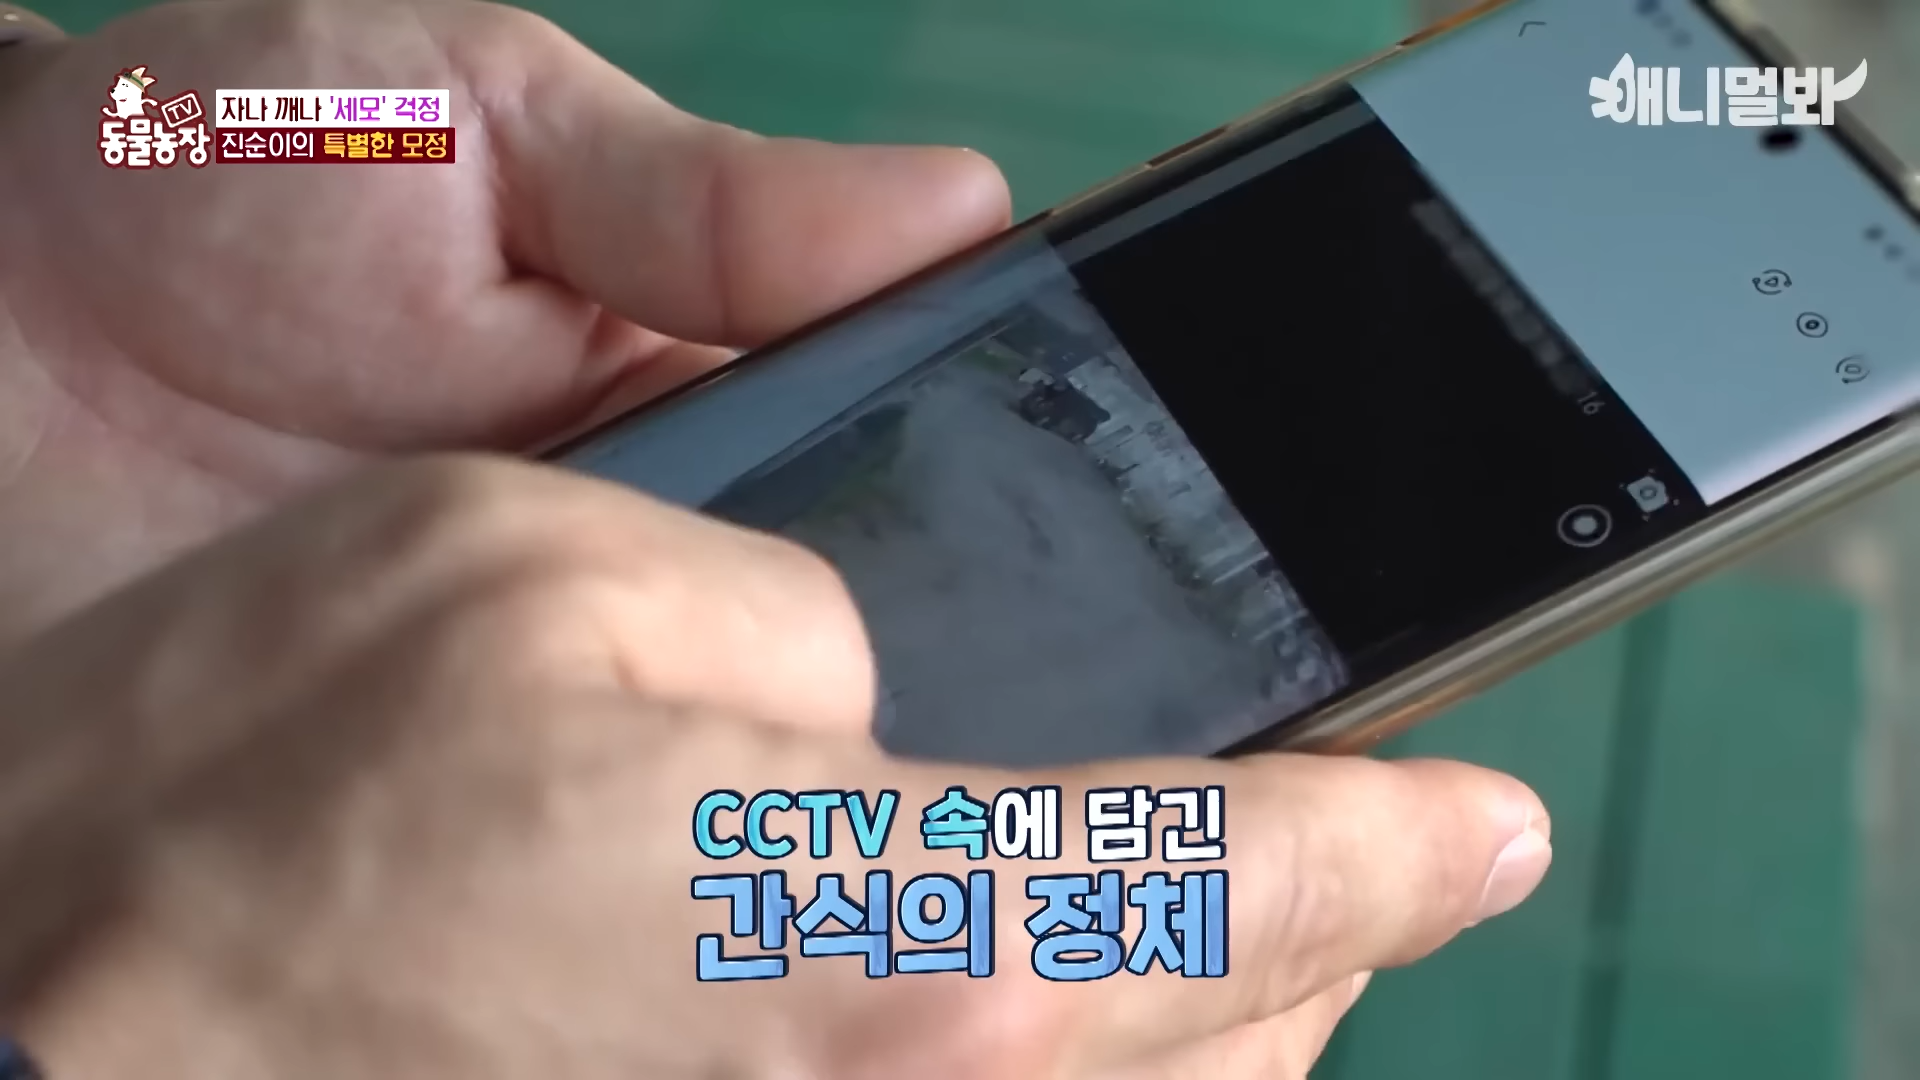 TV
동물농장
자나 깨나 '세모' 걱정
진순이의 특별한 모정
애니멀봐
16
CCTV 속에 담긴
간식의 정체